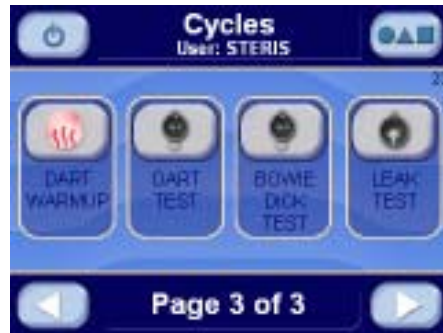 Cycles
User: STERIS
2
DART
WARMUP
DART
TEST
BOWIE
DICK
TEST
LEAK
TEST
Page 3 of 3